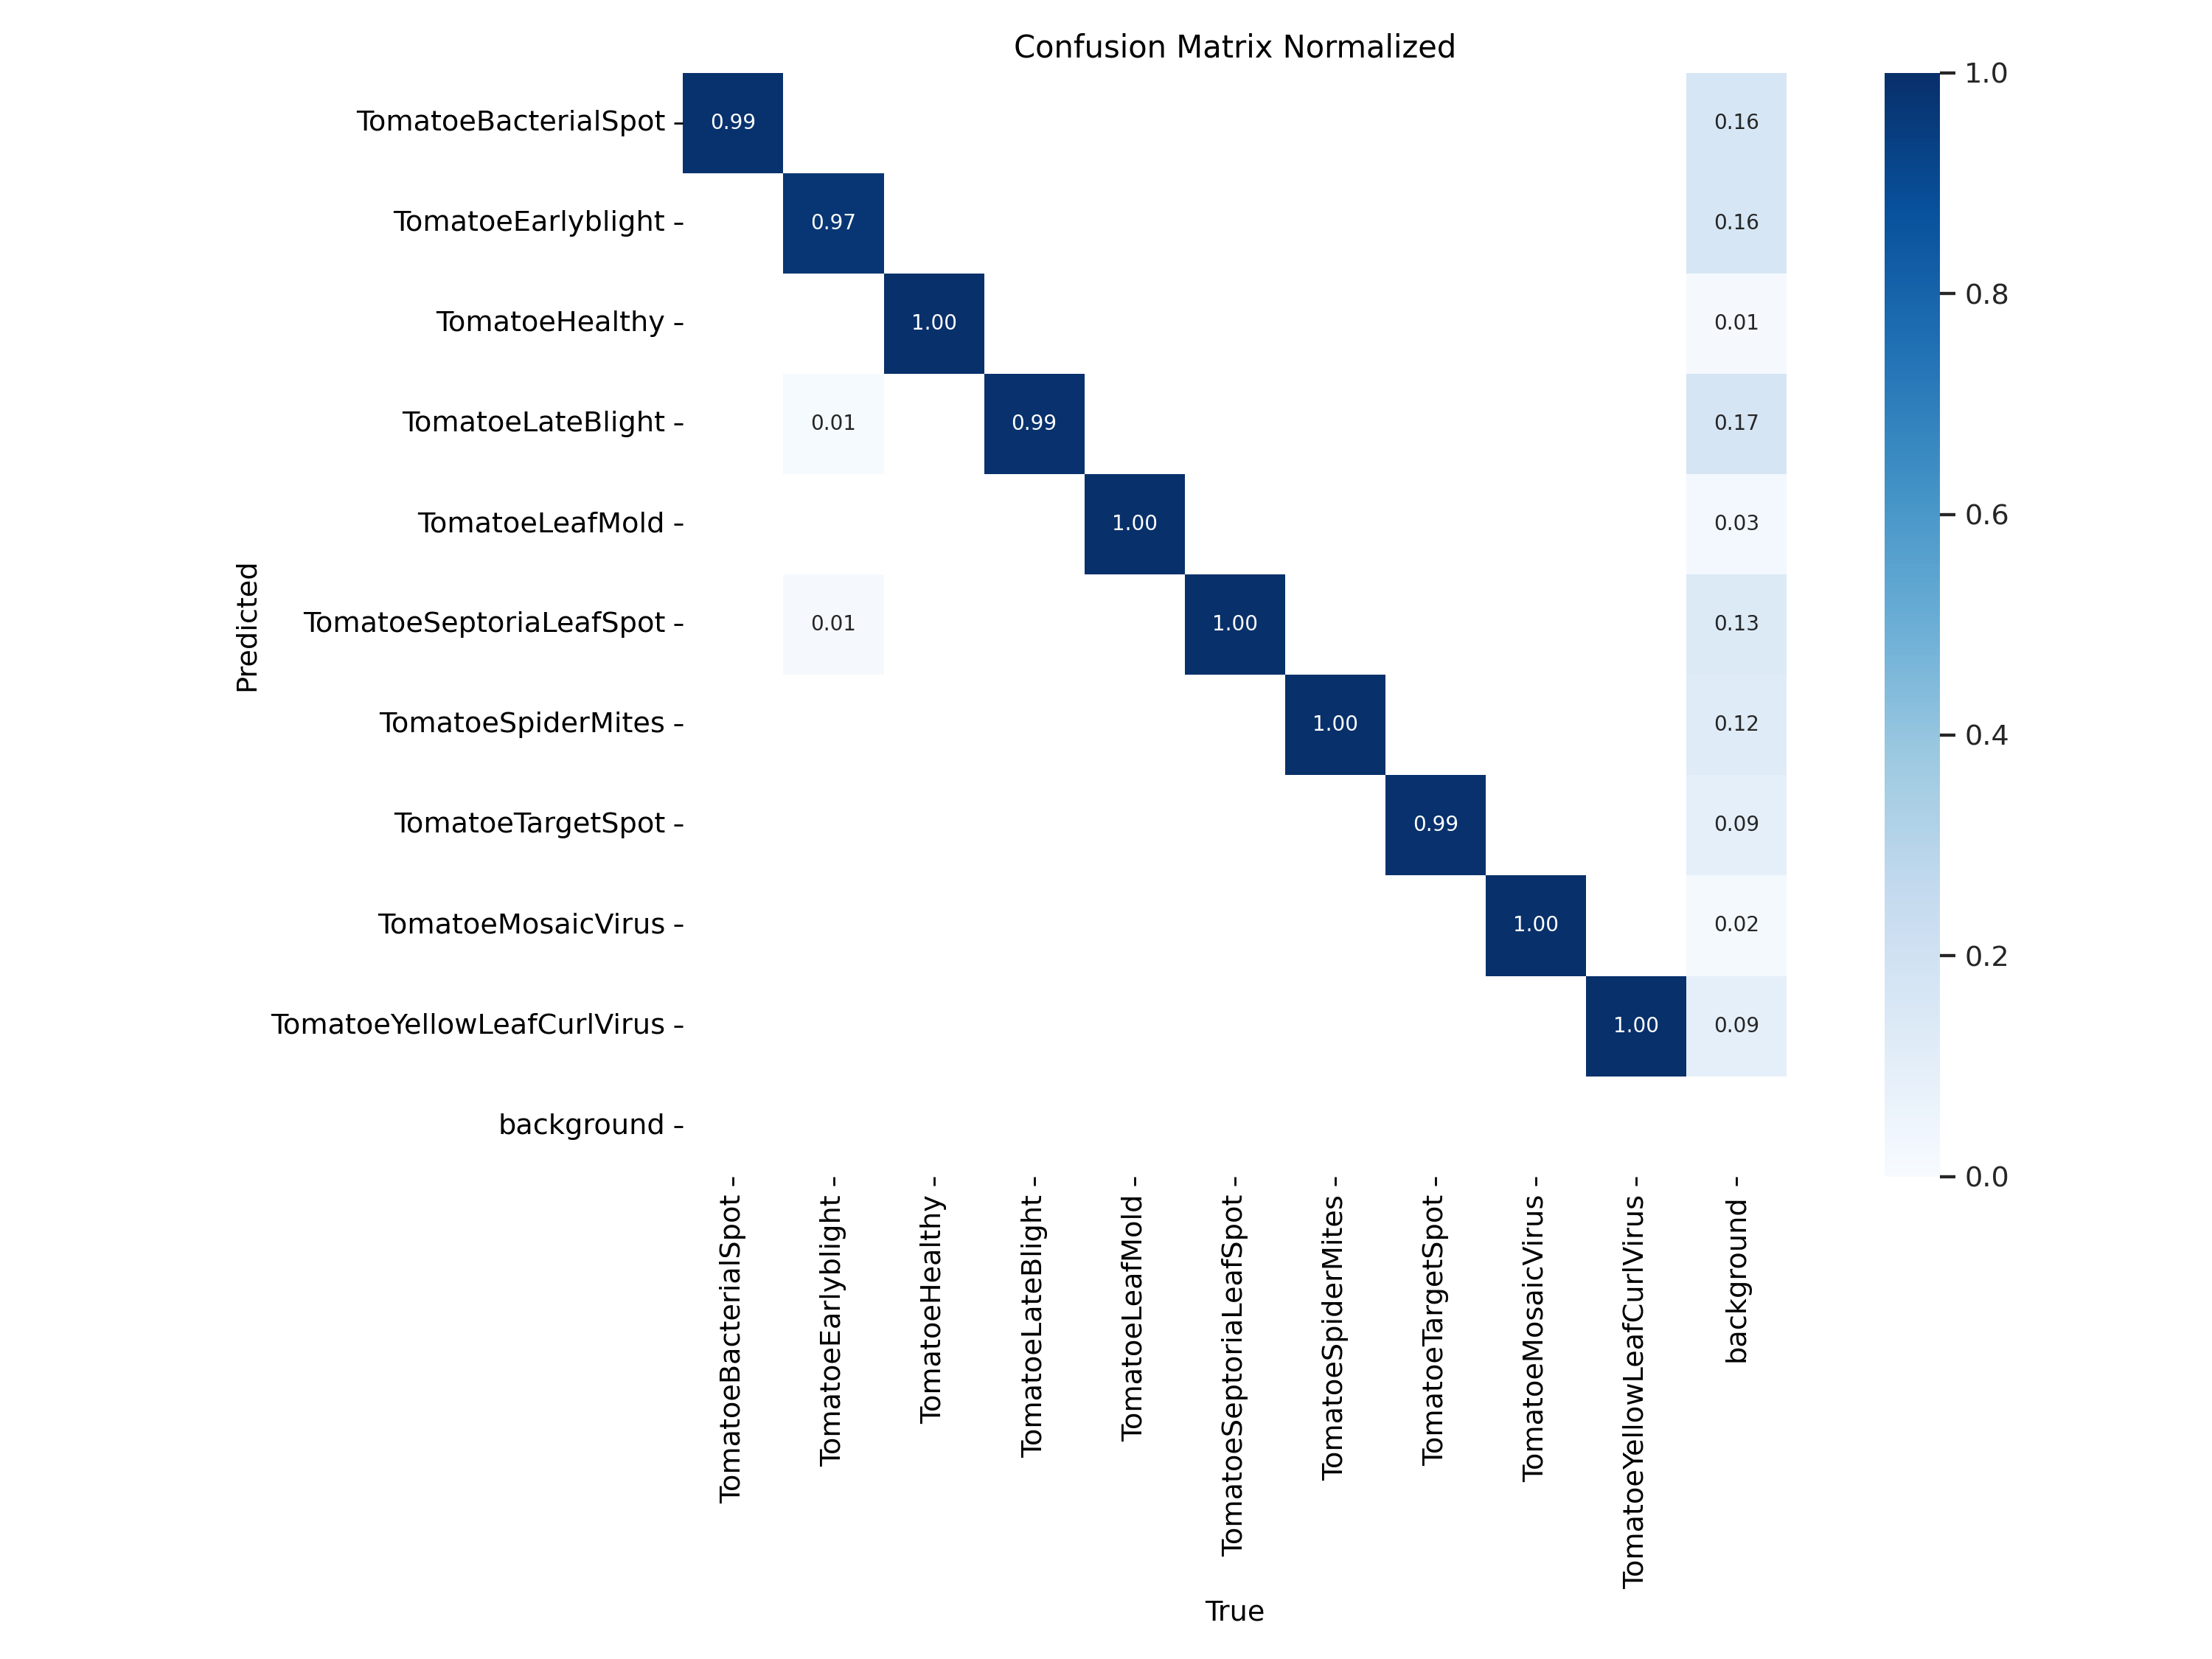 Confusion Matrix Normalized
TomatoeBacterialSpot
0.99
0.16
1.0
TomatoeEarlyblight
0.97
0.16
TomatoeHealthy
1.00
0.01
0.8
TomatoeLateBlight
0.01
0.99
0.17
TomatoeLeafMold
1.00
0.03
0.6
Predicted
TomatoeSeptoriaLeafSpot
0.01
1.00
0.13
TomatoeSpiderMites
1.00
0.12
0.4
TomatoeTargetSpot
0.99
0.09
TomatoeMosaicVirus
1.00
0.02
0.2
TomatoeYellowLeafCurlVirus
1.00
0.09
background
0.0
TomatoeBacterialSpot
TomatoeEarlyblight
TomatoeHealthy
TomatoeLateBlight
TomatoeLeafMold
TomatoeSeptoriaLeafSpot
TomatoeSpiderMites
TomatoeTargetSpot
TomatoeMosaicVirus
TomatoeYellowLeafCurlVirus
background
True